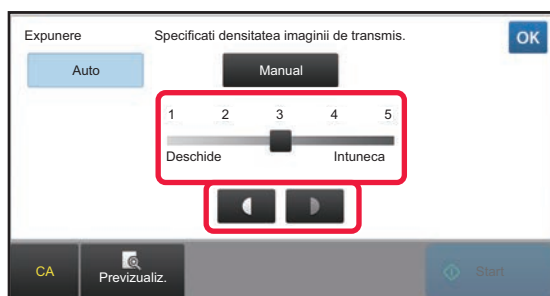 Expunere
Specificati densitatea imaginii de transmis.
OK
Auto
Manual
1 2 3 4 5
Deschide Intuneca
CA
Previzualiz.
Start